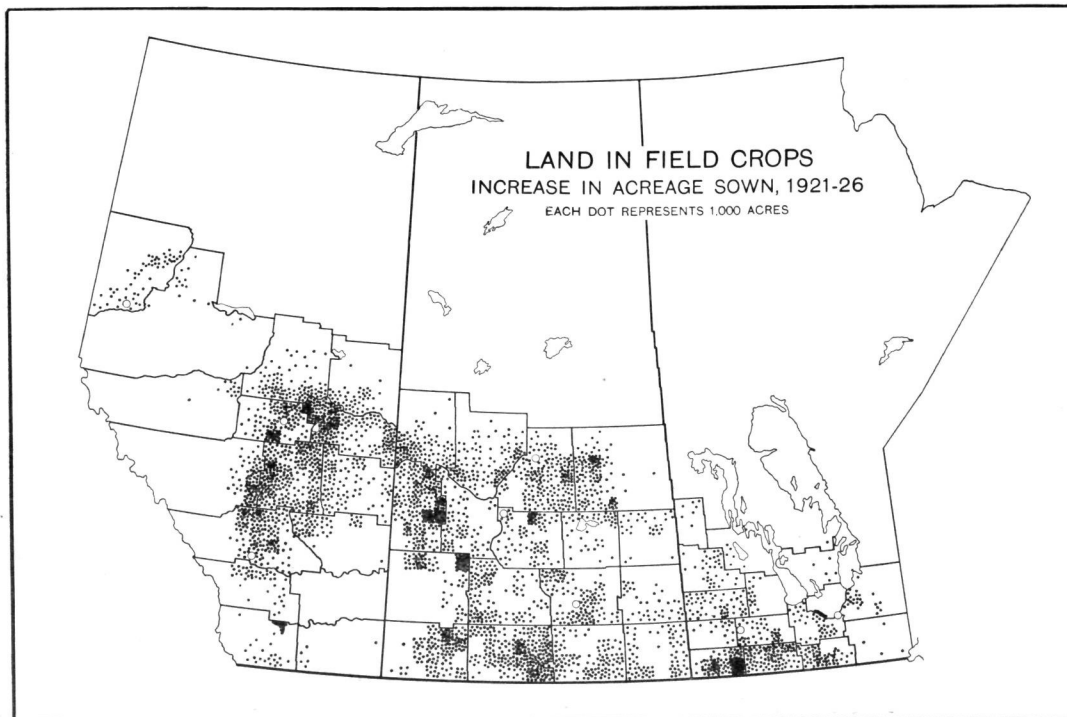 LAND IN FIELD CROPS
INCREASE IN ACREAGE SOWN, 1921-26
EACH DOT REPRESENTS 1,000 ACRES